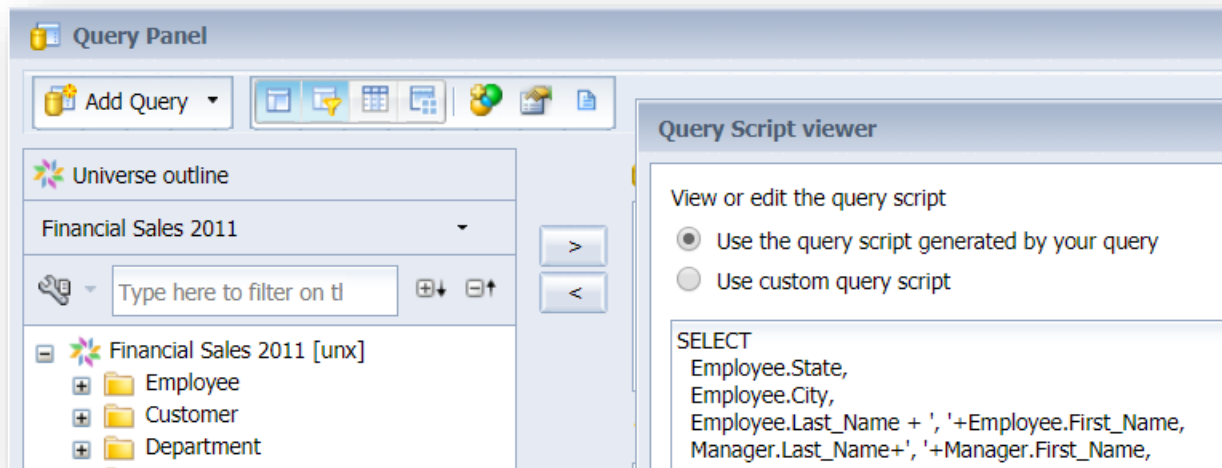 Query Panel
Add Query
Universe outline
Financial Sales 2011
>
<
Type here to filter on tl
Financial Sales 2011 [unx]
Employee
Customer
Department
Query Script viewer
View or edit the query script
Use the query script generated by your query
Use custom query script
SELECT
Employee.State,
Employee.City,
Employee.Last_Name + ', '+Employee.First_Name,
Manager.Last_Name+', '+Manager.First_Name,